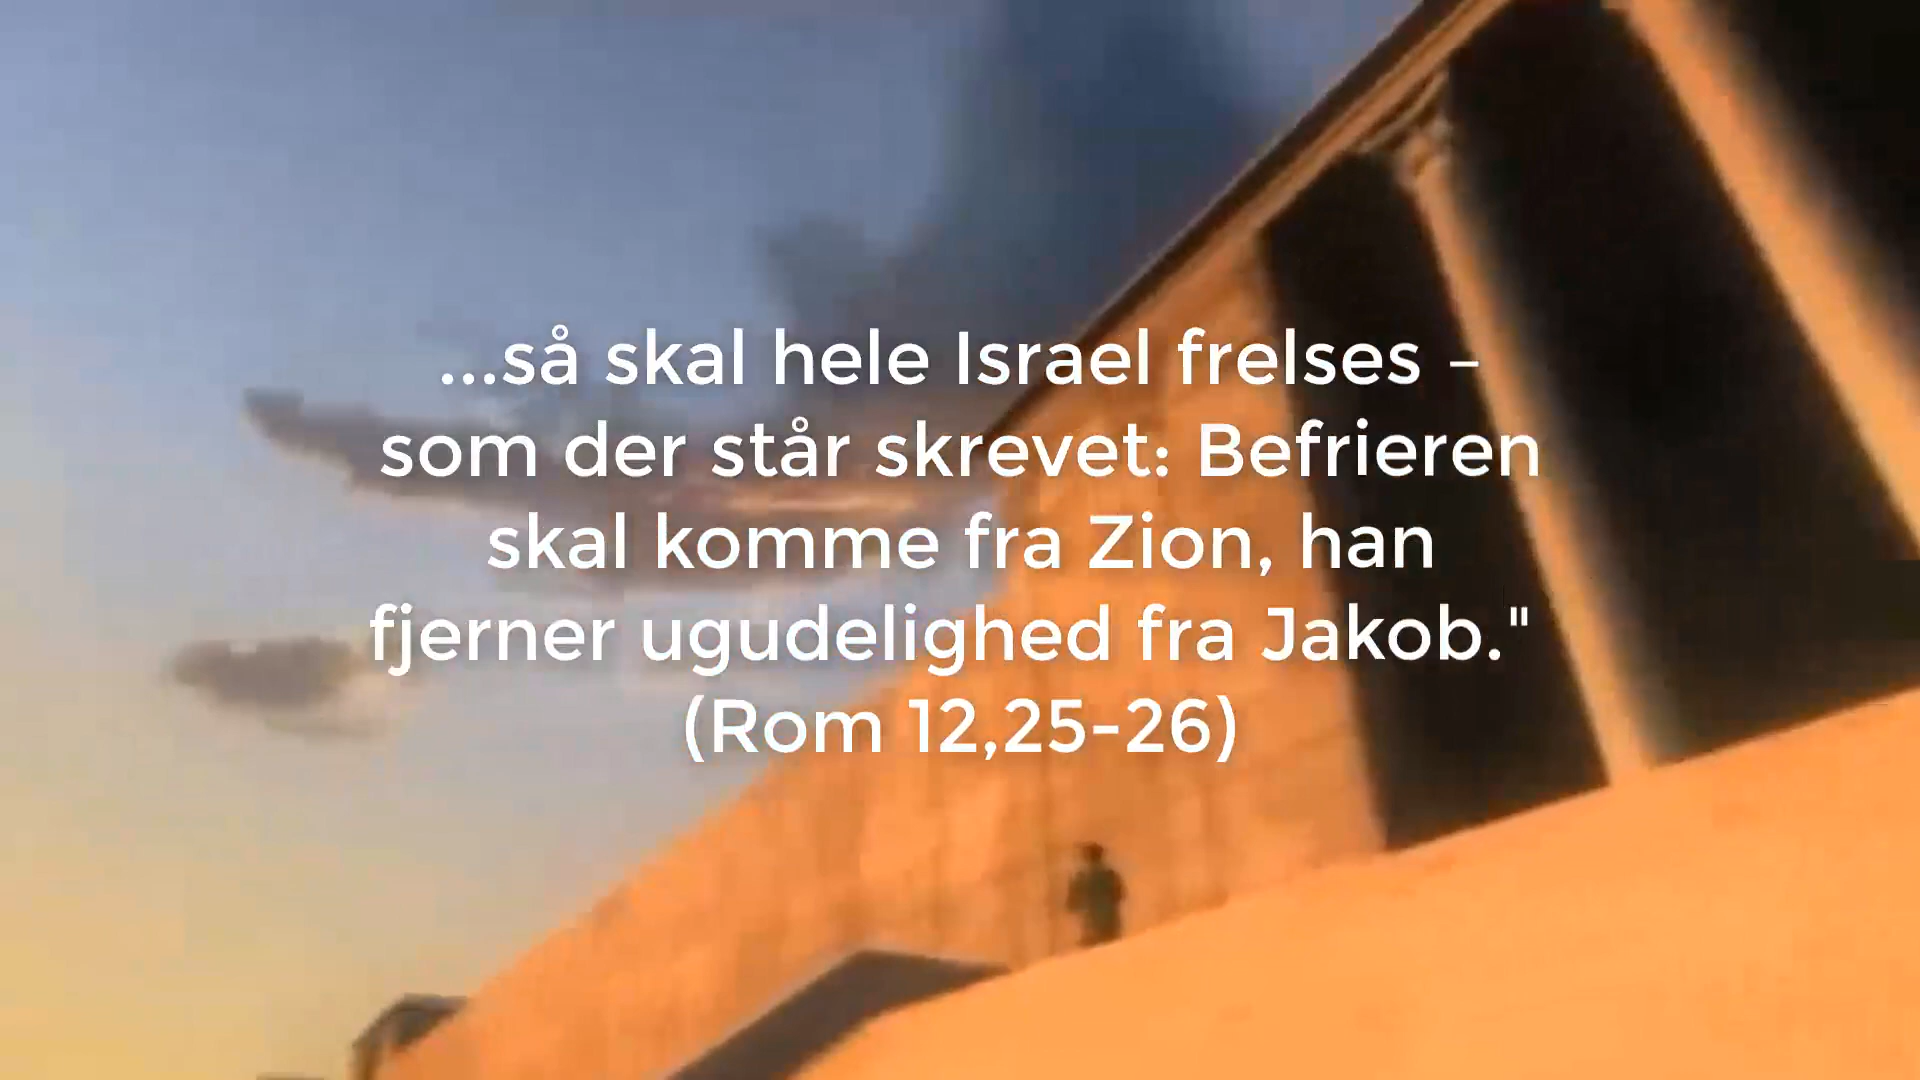 ...så skal hele Israel frelses –
som der står skrevet: Befrieren
skal komme fra Zion, han
fjerner ugudelighed fra Jakob."
(Rom 12,25-26)